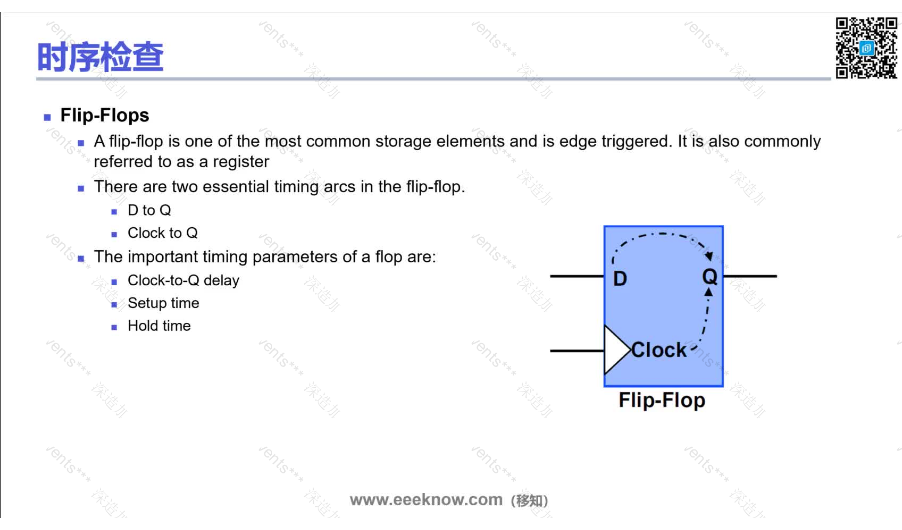 时序检查
Flip-Flops
A flip-flop is one of the most common storage elements and is edge triggered. It is also commonly
referred to as a register
There are two essential timing arcs in the flip-flop.
D to Q
Clock to Q
The important timing parameters of a flop are:
Clock-to-Q delay
Setup time
Hold time
D
Q
Clock
Flip-Flop
www.eeeknow.com（移知）